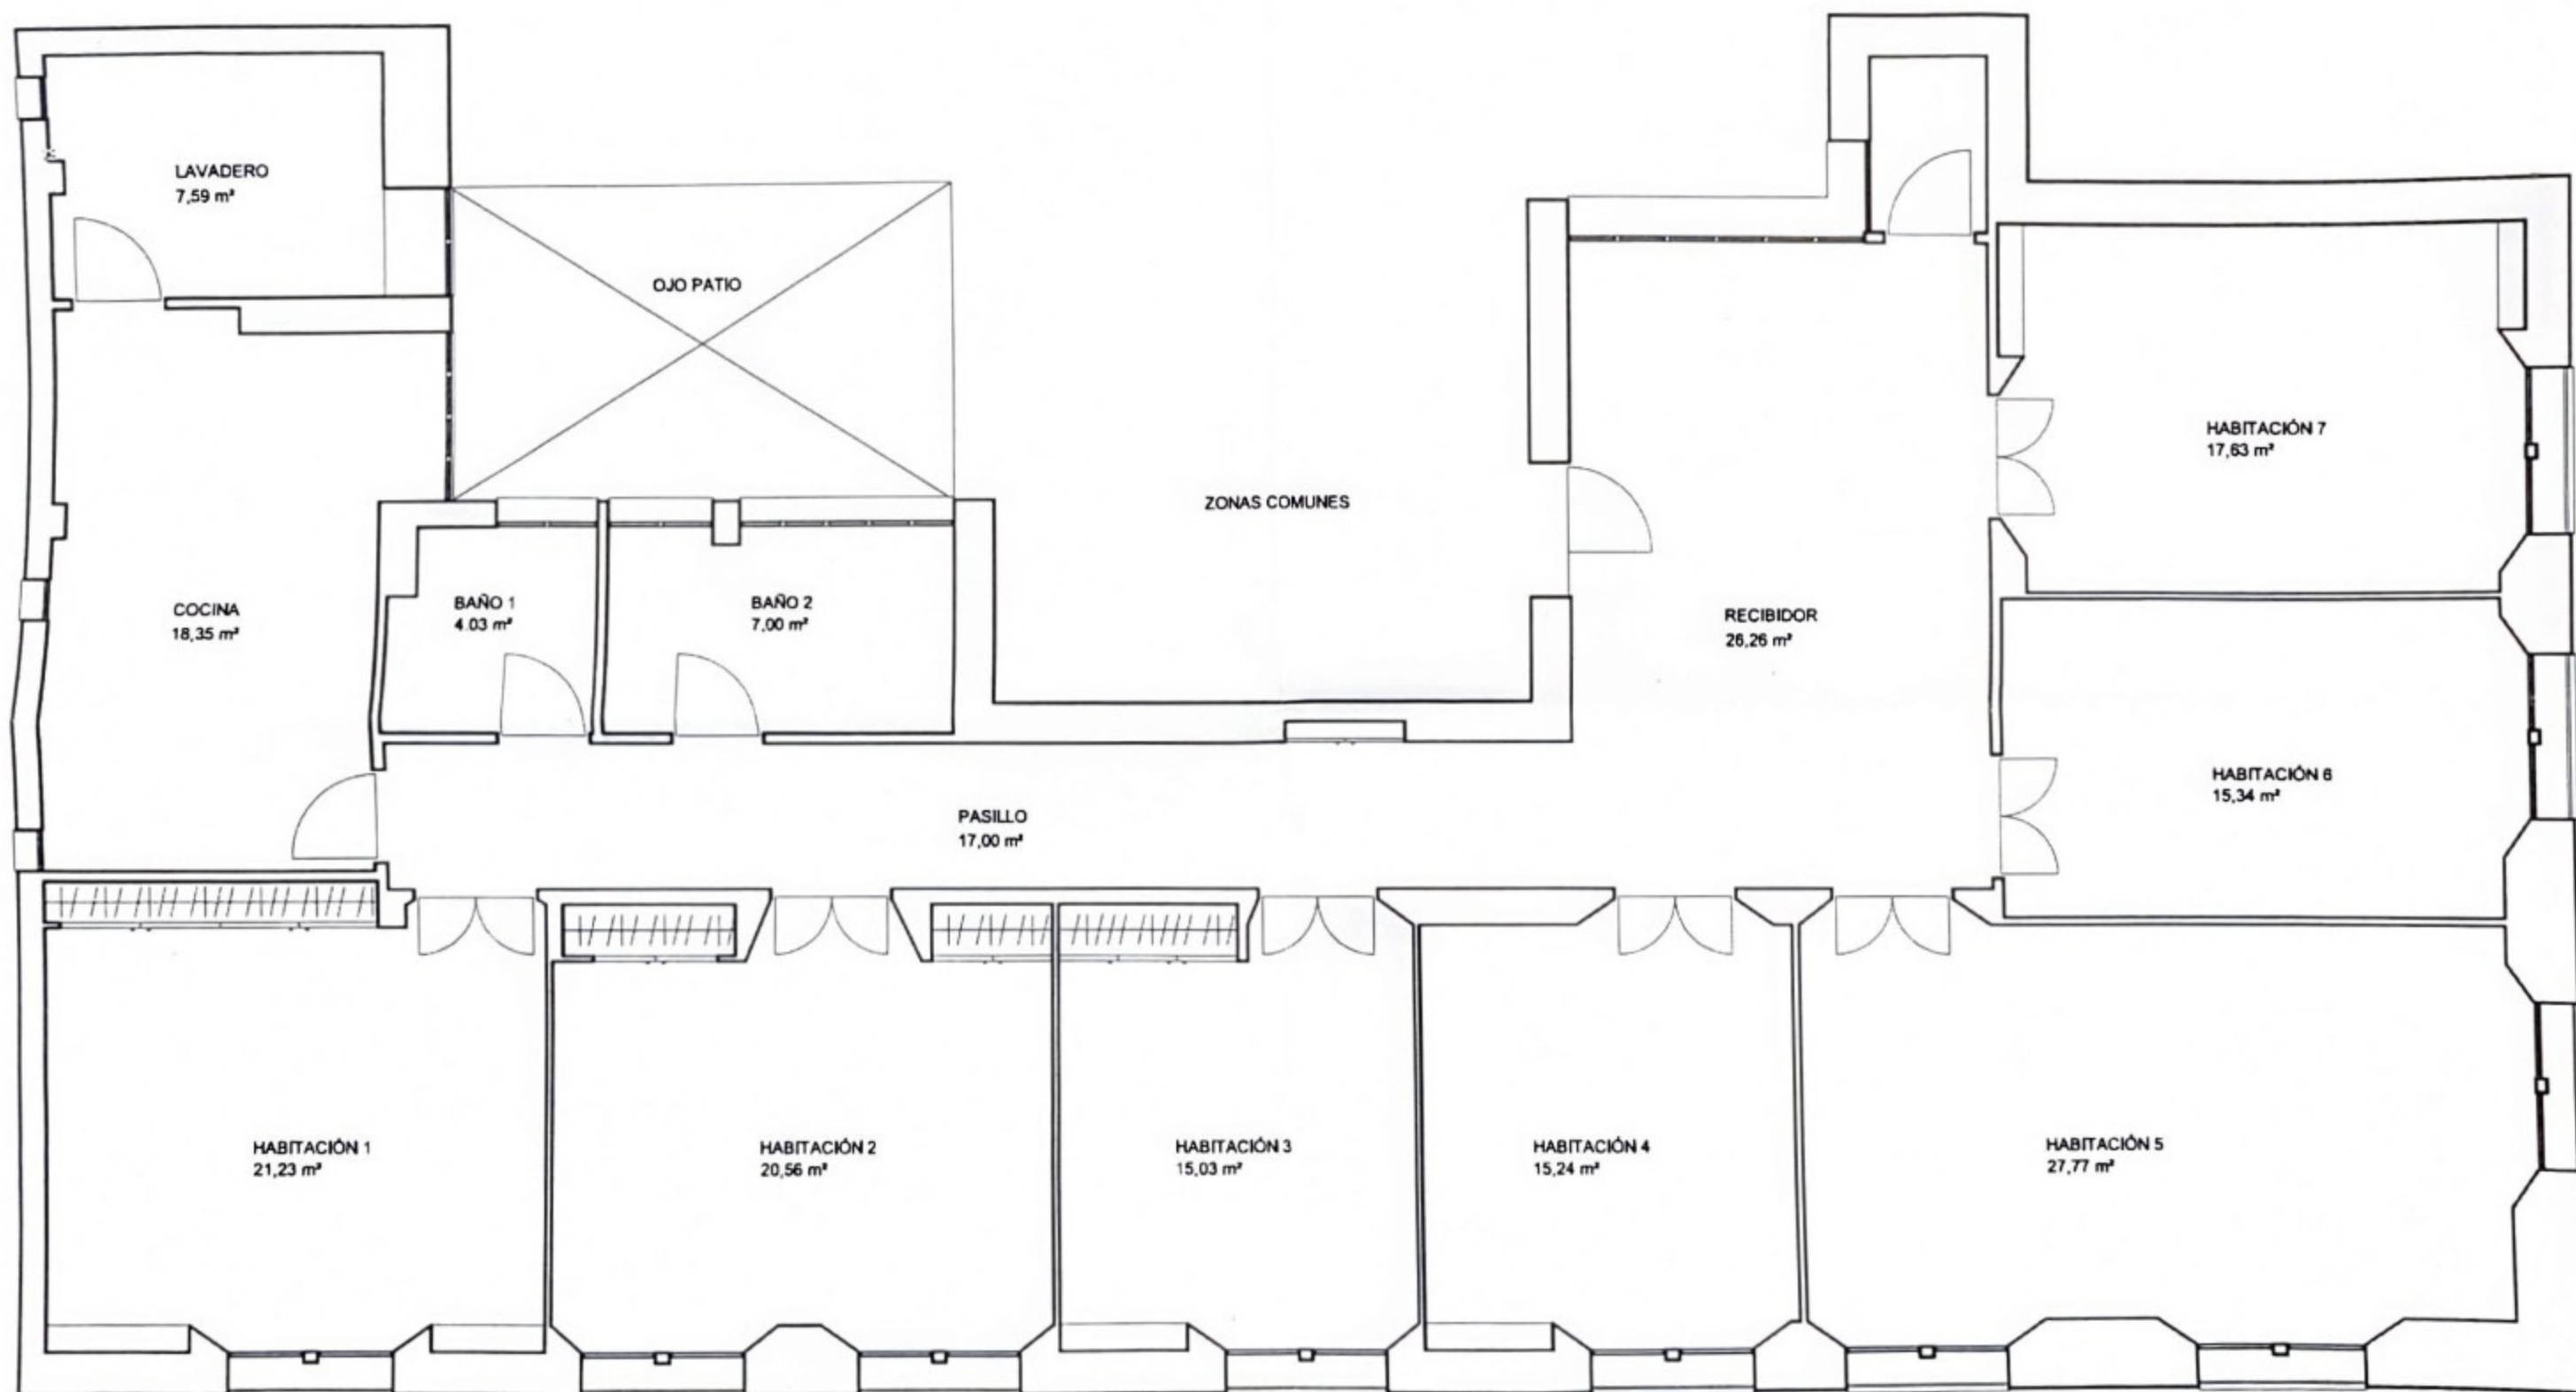 LAVADERO
7,59 m²
OJO PATIO
ZONAS COMUNES
HABITACIÓN 7
17,63 m²
COCINA
18,35 m²
BAÑO 1
4.03 m²
BAÑO 2
7,00 m²
RECIBIDOR
26,26 m²
HABITACIÓN 6
15,34 m²
PASILLO
17,00 m²
HABITACIÓN 1
21,23 m²
HABITACIÓN 2
20,56 m²
HABITACIÓN 3
15,03 m²
HABITACIÓN 4
15,24 m²
HABITACIÓN 5
27,77 m²